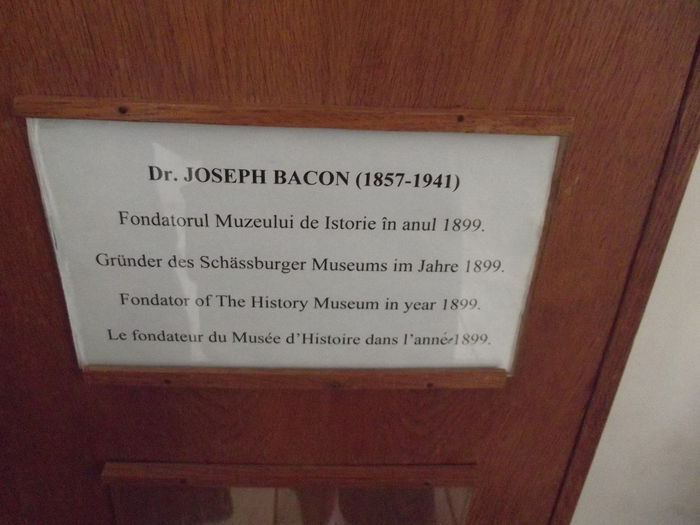 Dr. JOSEPH BACON (1857-1941)
Fondatorul Muzeului de Istorie în anul 1899.
Gründer des Schässburger Museums im Jahre 1899.
Fondator of The History Museum in year 1899.
Le fondateur du Musée d'Histoire dans l'anné 1899.